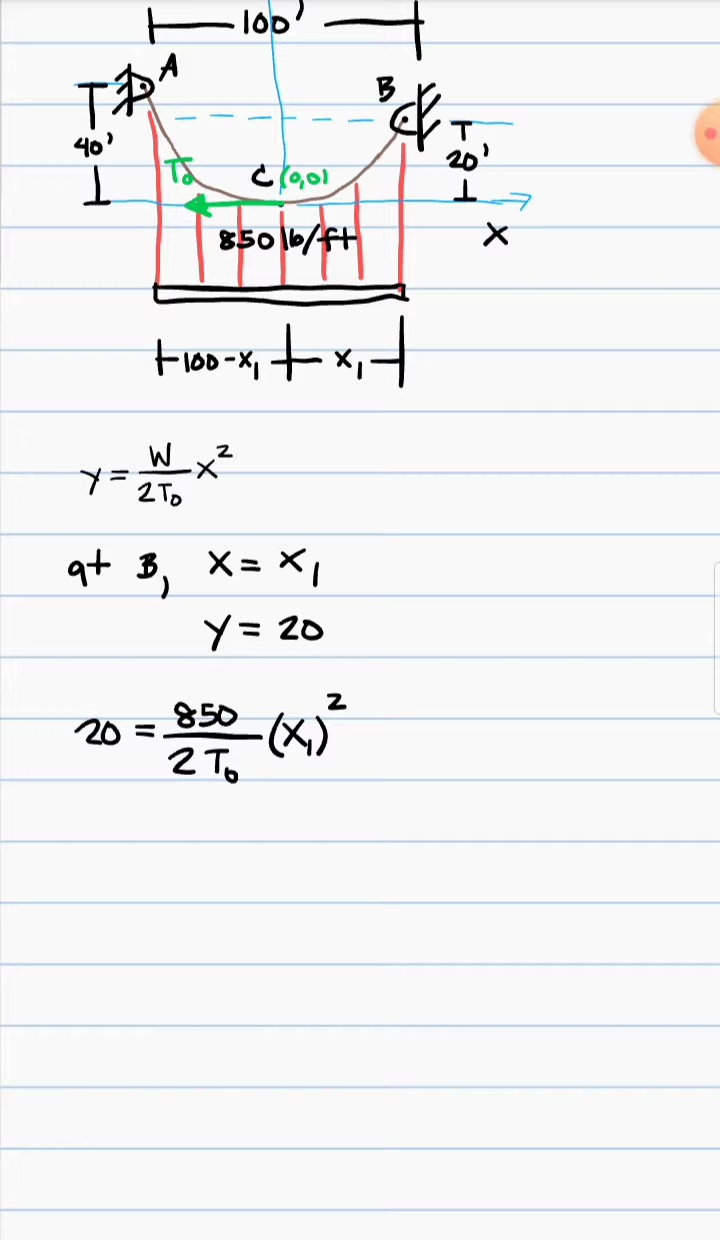 100'
A
B
40'
20'
T₀
C (0,0)
850 lb/ft
X
100-x₁
x₁
y = W/2T₀ x²
at B, x = x₁
y = 20
20 = 850/2T₀ (x₁)²